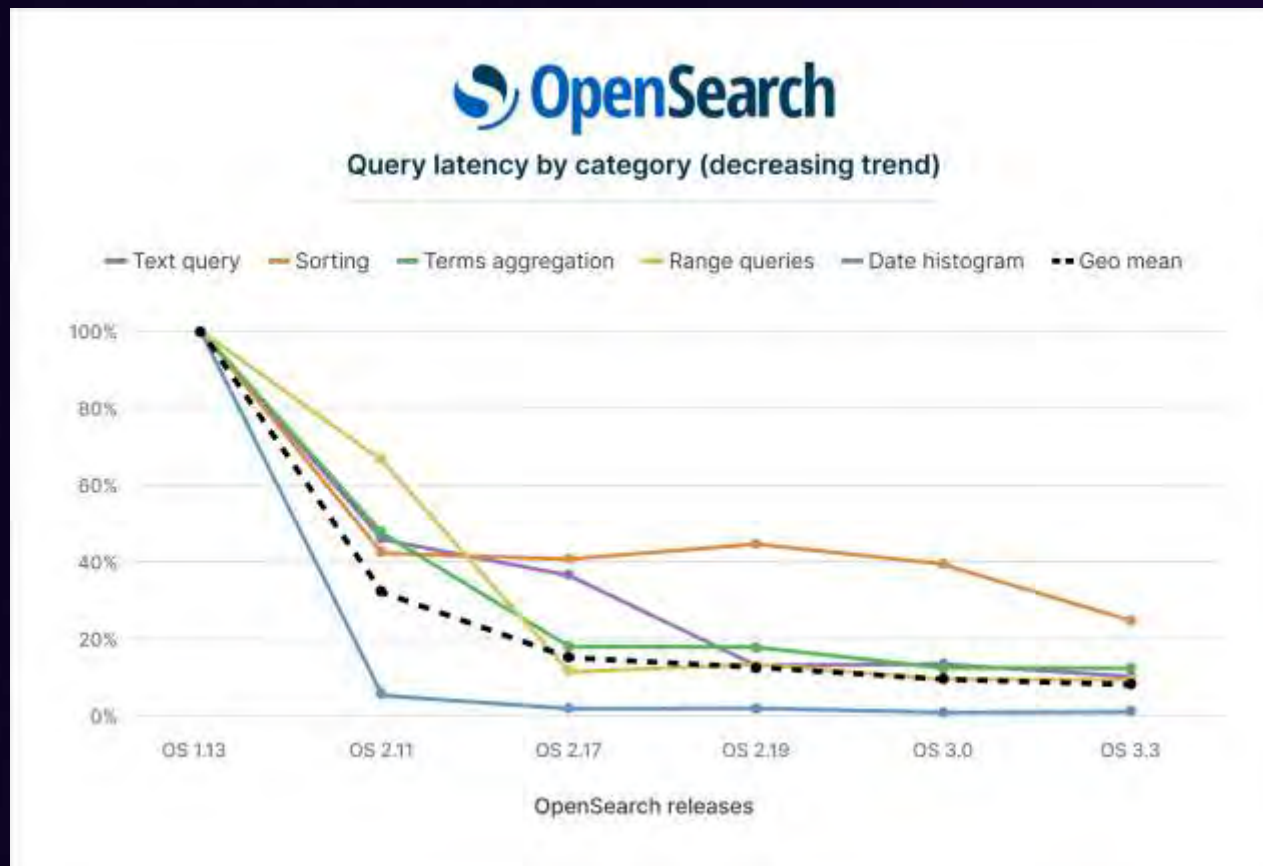 OpenSearch
Query latency by category (decreasing trend)
Text query Sorting Terms aggregation Range queries Date histogram Geo mean
100%
80%
60%
40%
20%
0%
OS 1.13 OS 2.11 OS 2.17 OS 2.19 OS 3.0 OS 3.3
OpenSearch releases